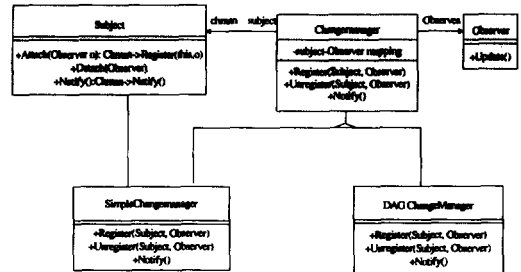 Subject
+Attach(Observer o): Chman->Register(this,o)
+Detach(Observer)
+Notify():Chman->Notify()
chman subject
Changemanager
-subject-Observer mapping
+Register(Subject, Observer)
+Unregister(Subject, Observer)
+Notify()
Observes
Observer
+Update()
SimpleChangemanager
+Register(Subject, Observer)
+Unregister(Subject, Observer)
+Notify()
DAG ChangeManager
+Register(Subject, Observer)
+Unregister(Subject, Observer)
+Notify()